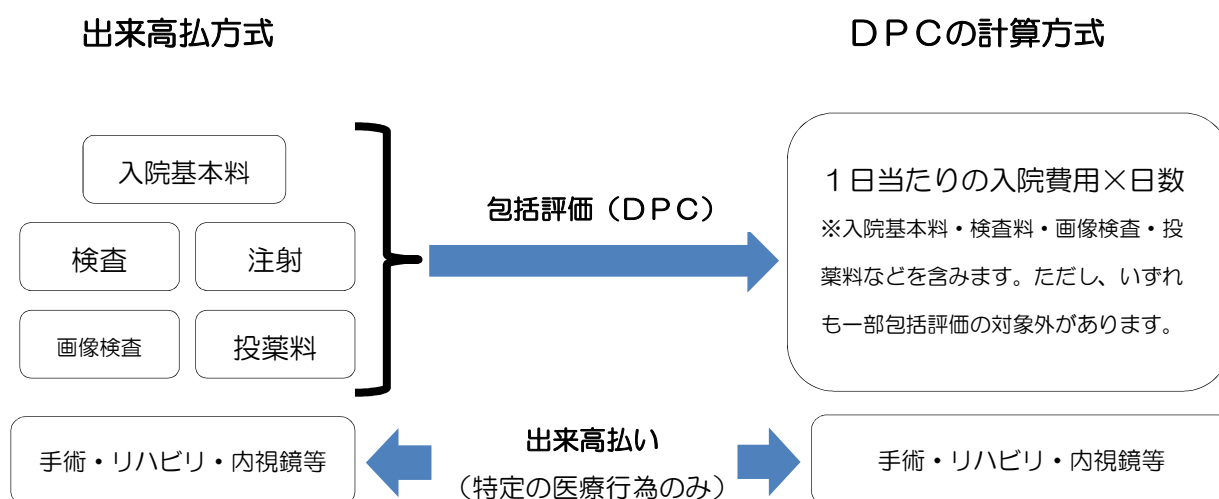 出来高払方式
DPCの計算方式
入院基本料
検査
注射
画像検査
投薬料
包括評価（DPC）
１日当たりの入院費用×日数
※入院基本料・検査料・画像検査・投
薬料などを含みます。ただし、いずれ
も一部包括評価の対象外があります。
手術・リハビリ・内視鏡等
出来高払い
（特定の医療行為のみ）
手術・リハビリ・内視鏡等